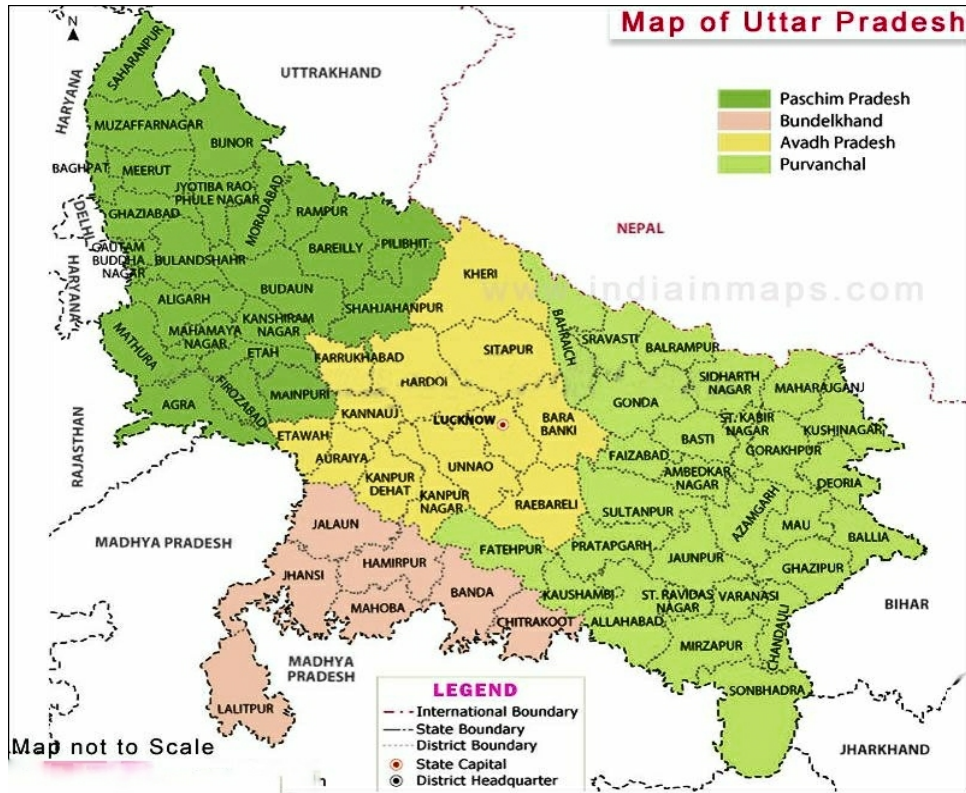 Map of Uttar Pradesh
N
SAHARANPUR
UTTRAKHAND
HARYANA
Paschim Pradesh
Bundelkhand
Avadh Pradesh
Purvanchal
MUZAFFARNAGAR
BIJNOR
BAGHPAT
MEERUT
JYOTIBA RAO
PHULE NAGAR
MORADABAD
RAMPUR
GHAZIABAD
DELHI
NEPAL
GAUTAM
BUDDHA
NAGAR
BULANDSHAHR
BAREILLY
PILIBHIT
HARYANA
KHERI
BUDAUN
www.indiainmaps.com
ALIGARH
SHAHJAHANPUR
KANSHIRAM
NAGAR
MAHAMAYA
NAGAR
MATHURA
BAHRAICH
SRAVASTI
BALRAMPUR
ETAH
FARRUKHABAD
SITAPUR
HARDOI
SIDHARTH
NAGAR
MAHARAJGANJ
FIROZABAD
MAINPURI
AGRA
KANNAUJ
GONDA
LUCKNOW
BARA
BANKI
ST. KABIR
NAGAR
KUSHINAGAR
RAJASTHAN
ETAWAH
BASTI
GORAKHPUR
AURAIYA
FAIZABAD
UNNAO
AMBEDKAR
NAGAR
DEORIA
KANPUR
DEHAT
KANPUR
NAGAR
RAEBARELI
SULTANPUR
AZAMGARH
MAU
JALAUN
BALLIA
MADHYA PRADESH
FATEHPUR
PRATAPGARH
JAUNPUR
HAMIRPUR
GHAZIPUR
JHANSI
BANDA
KAUSHAMBI
ST. RAVIDAS
NAGAR
VARANASI
BIHAR
MAHOBA
CHITRAKOOT
ALLAHABAD
CHANDAULI
MIRZAPUR
MADHYA
PRADESH
SONBHADRA
LALITPUR
LEGEND
International Boundary
State Boundary
District Boundary
State Capital
District Headquarter
Map not to Scale
JHARKHAND